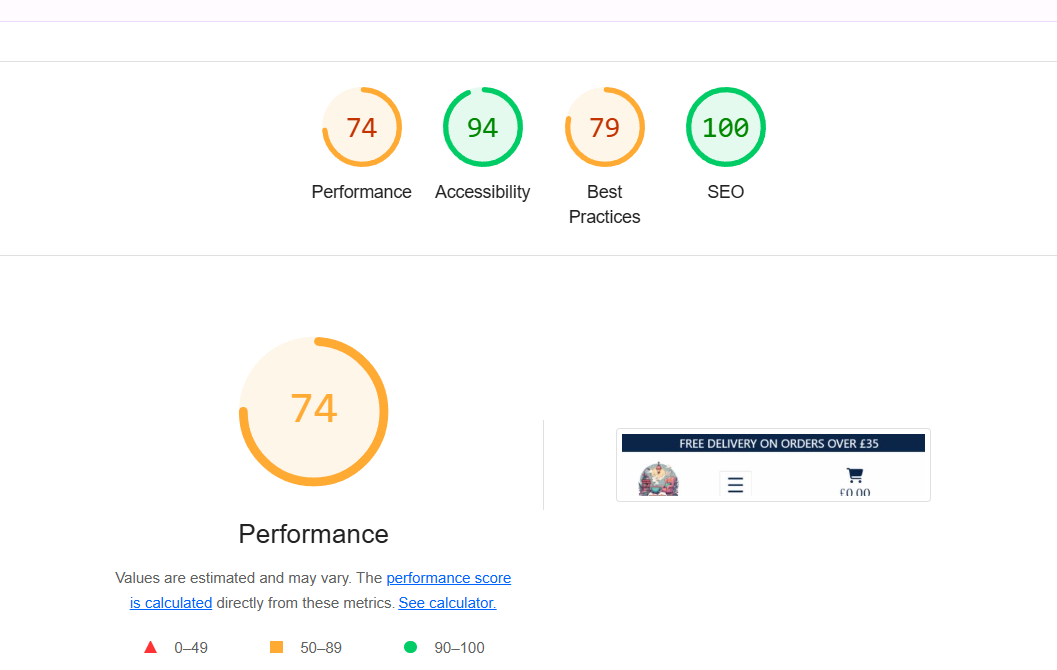 74
94
79
100
Performance
Accessibility
Best
Practices
SEO
74
FREE DELIVERY ON ORDERS OVER £35
£0.00
Performance
Values are estimated and may vary. The performance score
is calculated directly from these metrics. See calculator.
0–49
50–89
90–100